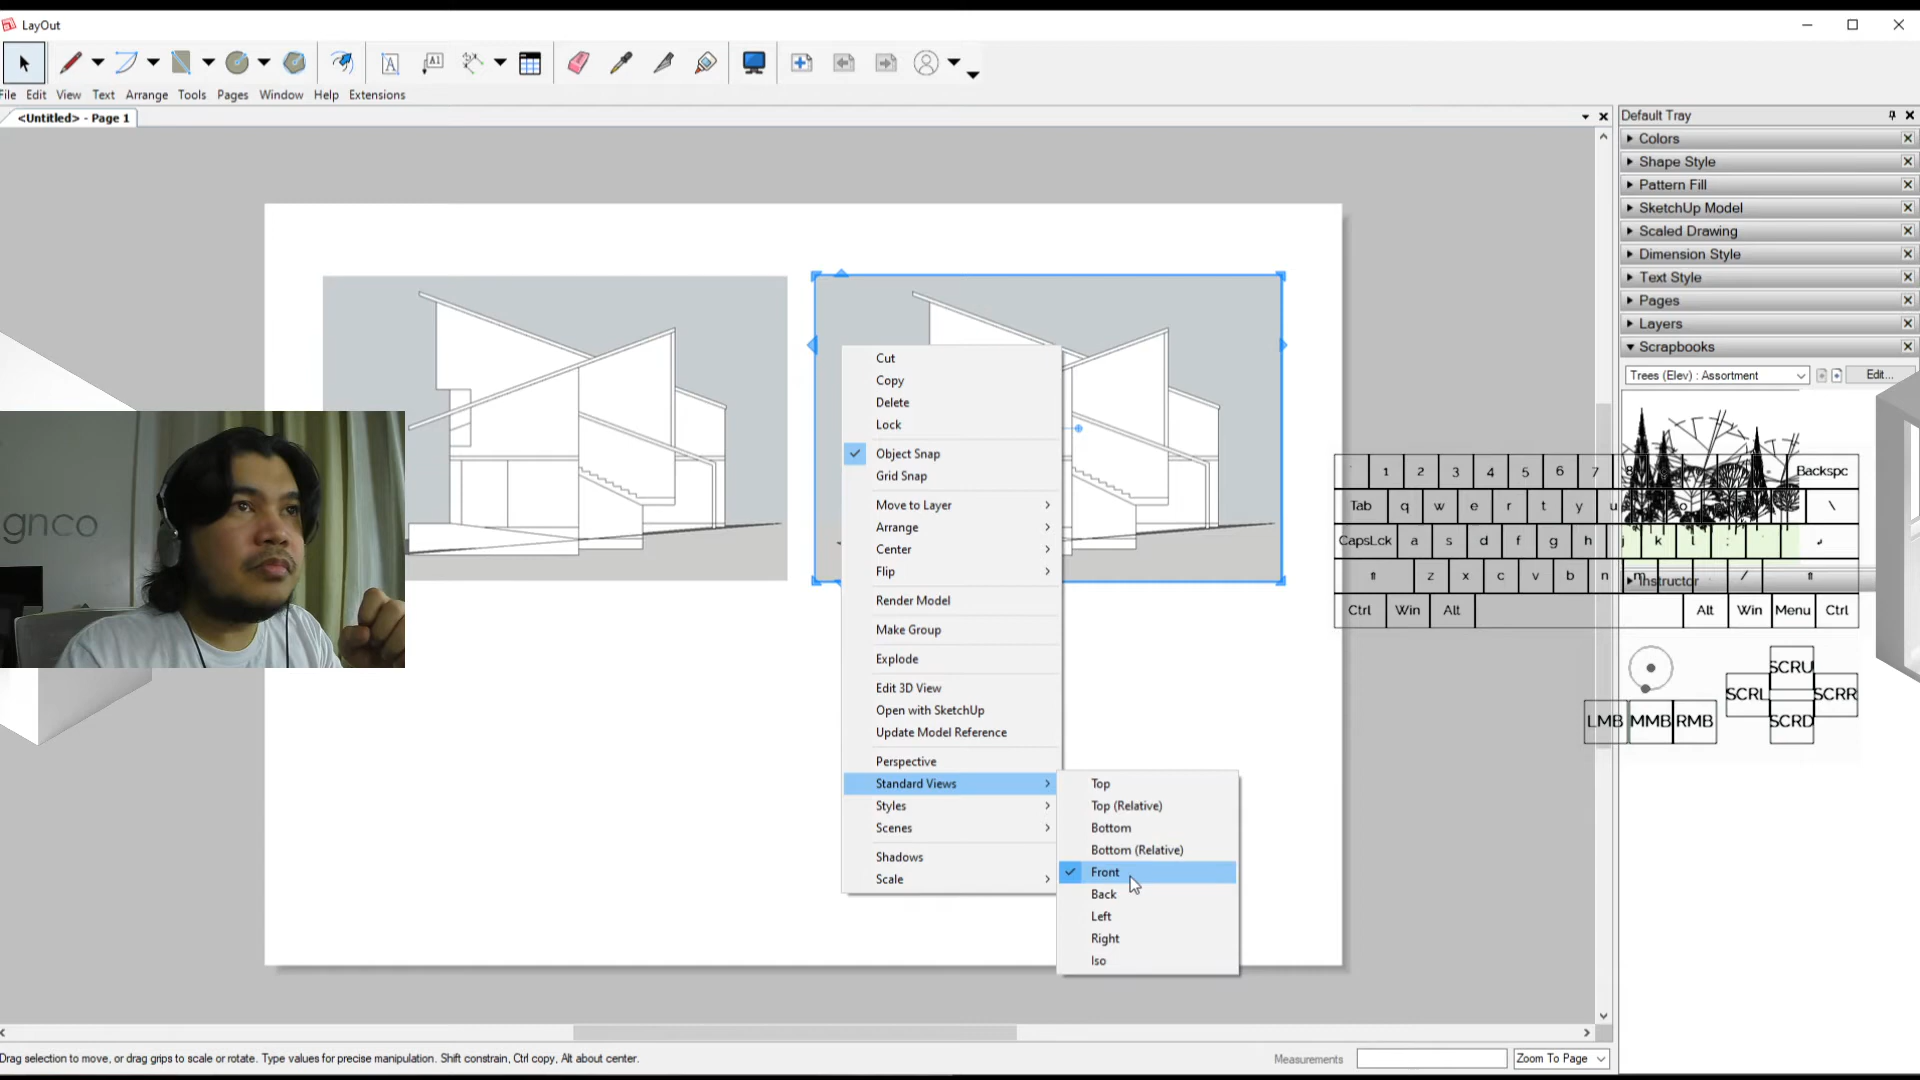 LayOut
File Edit View Text Arrange Tools Pages Window Help Extensions
<Untitled> - Page 1
Default Tray
Colors
Shape Style
Pattern Fill
SketchUp Model
Scaled Drawing
Dimension Style
Text Style
Pages
Layers
Scrapbooks
Trees (Elev) : Assortment
Edit...
Instructor
Cut
Copy
Delete
Lock
Object Snap
Grid Snap
Move to Layer
Arrange
Center
Flip
Render Model
Make Group
Explode
Edit 3D View
Open with SketchUp
Update Model Reference
Perspective
Standard Views
Styles
Scenes
Shadows
Scale
Top
Top (Relative)
Bottom
Bottom (Relative)
Front
Back
Left
Right
Iso
gnco
1 2 3 4 5 6 7 Backspc
Tab q w e r t y u \
CapsLck a s d f g h j k l ;
z x c v b n m /
Ctrl Win Alt Alt Win Menu Ctrl
SCRU
SCRL SCRR
LMB MMB RMB SCRD
Drag selection to move, or drag grips to scale or rotate. Type values for precise manipulation. Shift constrain, Ctrl copy, Alt about center.
Measurements
Zoom To Page